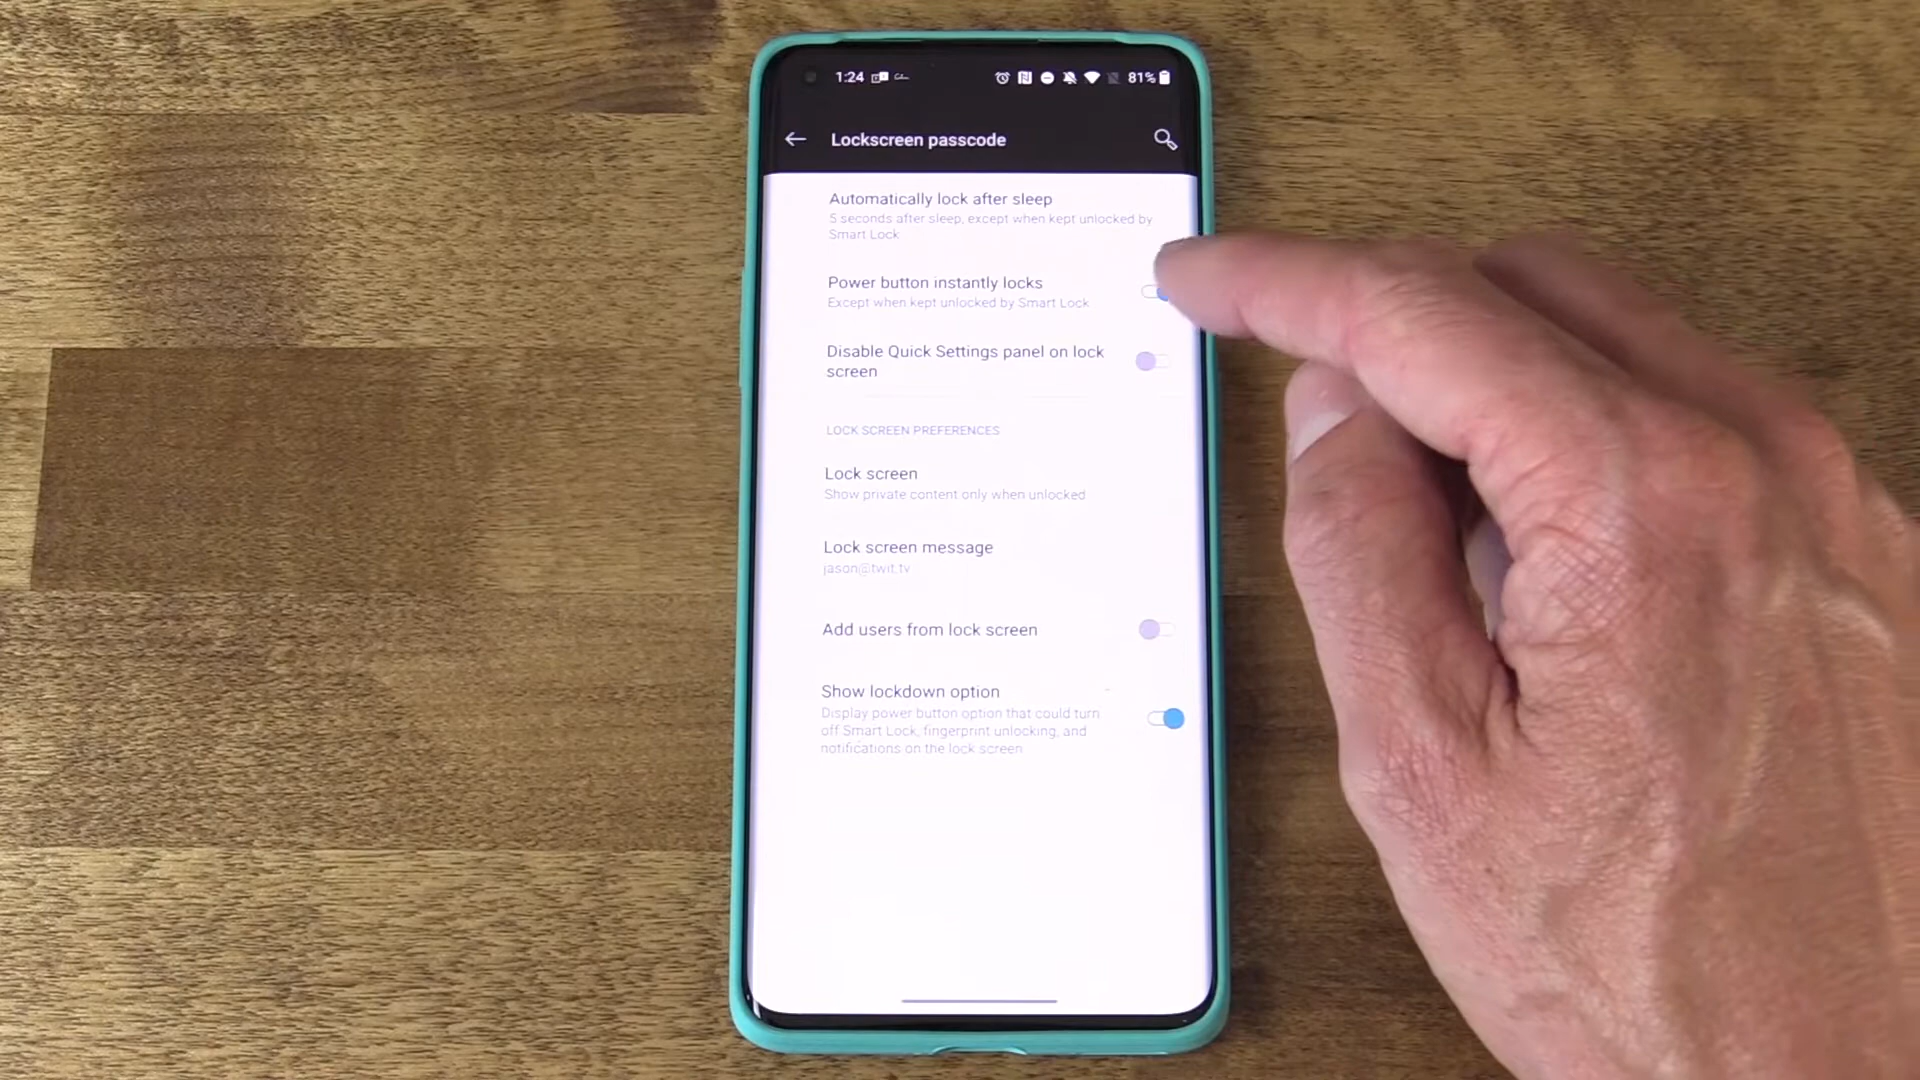 1:24
81%
Lockscreen passcode
Automatically lock after sleep
5 seconds after sleep, except when kept unlocked by
Smart Lock
Power button instantly locks
Except when kept unlocked by Smart Lock
Disable Quick Settings panel on lock
screen
LOCK SCREEN PREFERENCES
Lock screen
Show private content only when unlocked
Lock screen message
jason@twit.tv
Add users from lock screen
Show lockdown option
Display power button option that could turn
off Smart Lock, fingerprint unlocking, and
notifications on the lock screen